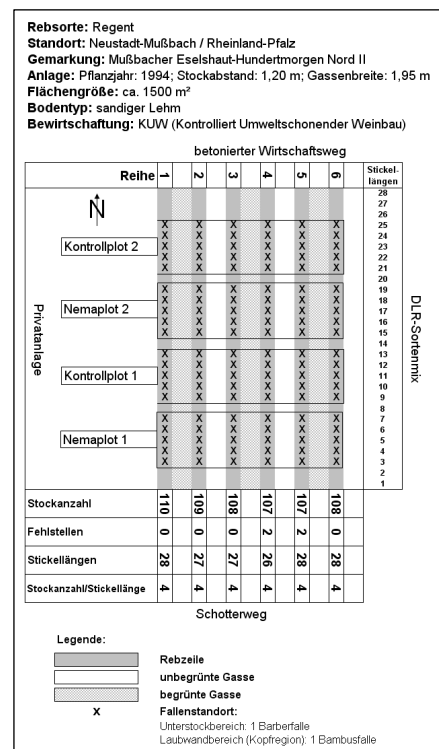 Rebsorte: Regent
Standort: Neustadt-Mußbach / Rheinland-Pfalz
Gemarkung: Mußbacher Eselshaut-Hundertmorgen Nord II
Anlage: Pflanzjahr: 1994; Stockabstand: 1,20 m; Gassenbreite: 1,95 m
Flächengröße: ca. 1500 m²
Bodentyp: sandiger Lehm
Bewirtschaftung: KUW (Kontrolliert Umweltschonender Weinbau)
betonierter Wirtschaftsweg
Reihe 1 2 3 4 5 6 Stickel-
längen
N
28
27
26
X X X X X X 25
X X X X X X 24
Kontrollplot 2 X X X X X X 23
X X X X X X 22
X X X X X X 21
20
X X X X X X 19
X X X X X X 18
Nemaplot 2 X X X X X X 17
X X X X X X 16
X X X X X X 15
14
X X X X X X 13
X X X X X X 12
Kontrollplot 1 X X X X X X 11
X X X X X X 10
X X X X X X 9
8
X X X X X X 7
X X X X X X 6
Nemaplot 1 X X X X X X 5
X X X X X X 4
X X X X X X 3
2
1
Privatanlage
DLR-Sortenmix
Stockanzahl 110 109 108 107 107 108
Fehlstellen 0 0 0 2 2 0
Stickellängen 28 27 27 26 28 28
Stockanzahl/Stickellänge 4 4 4 4 4 4
Schotterweg
Legende:
Rebzeile
unbegrünte Gasse
begrünte Gasse
X Fallenstandort:
Unterstockbereich: 1 Barberfalle
Laubwandbereich (Kopfregion): 1 Bambusfalle